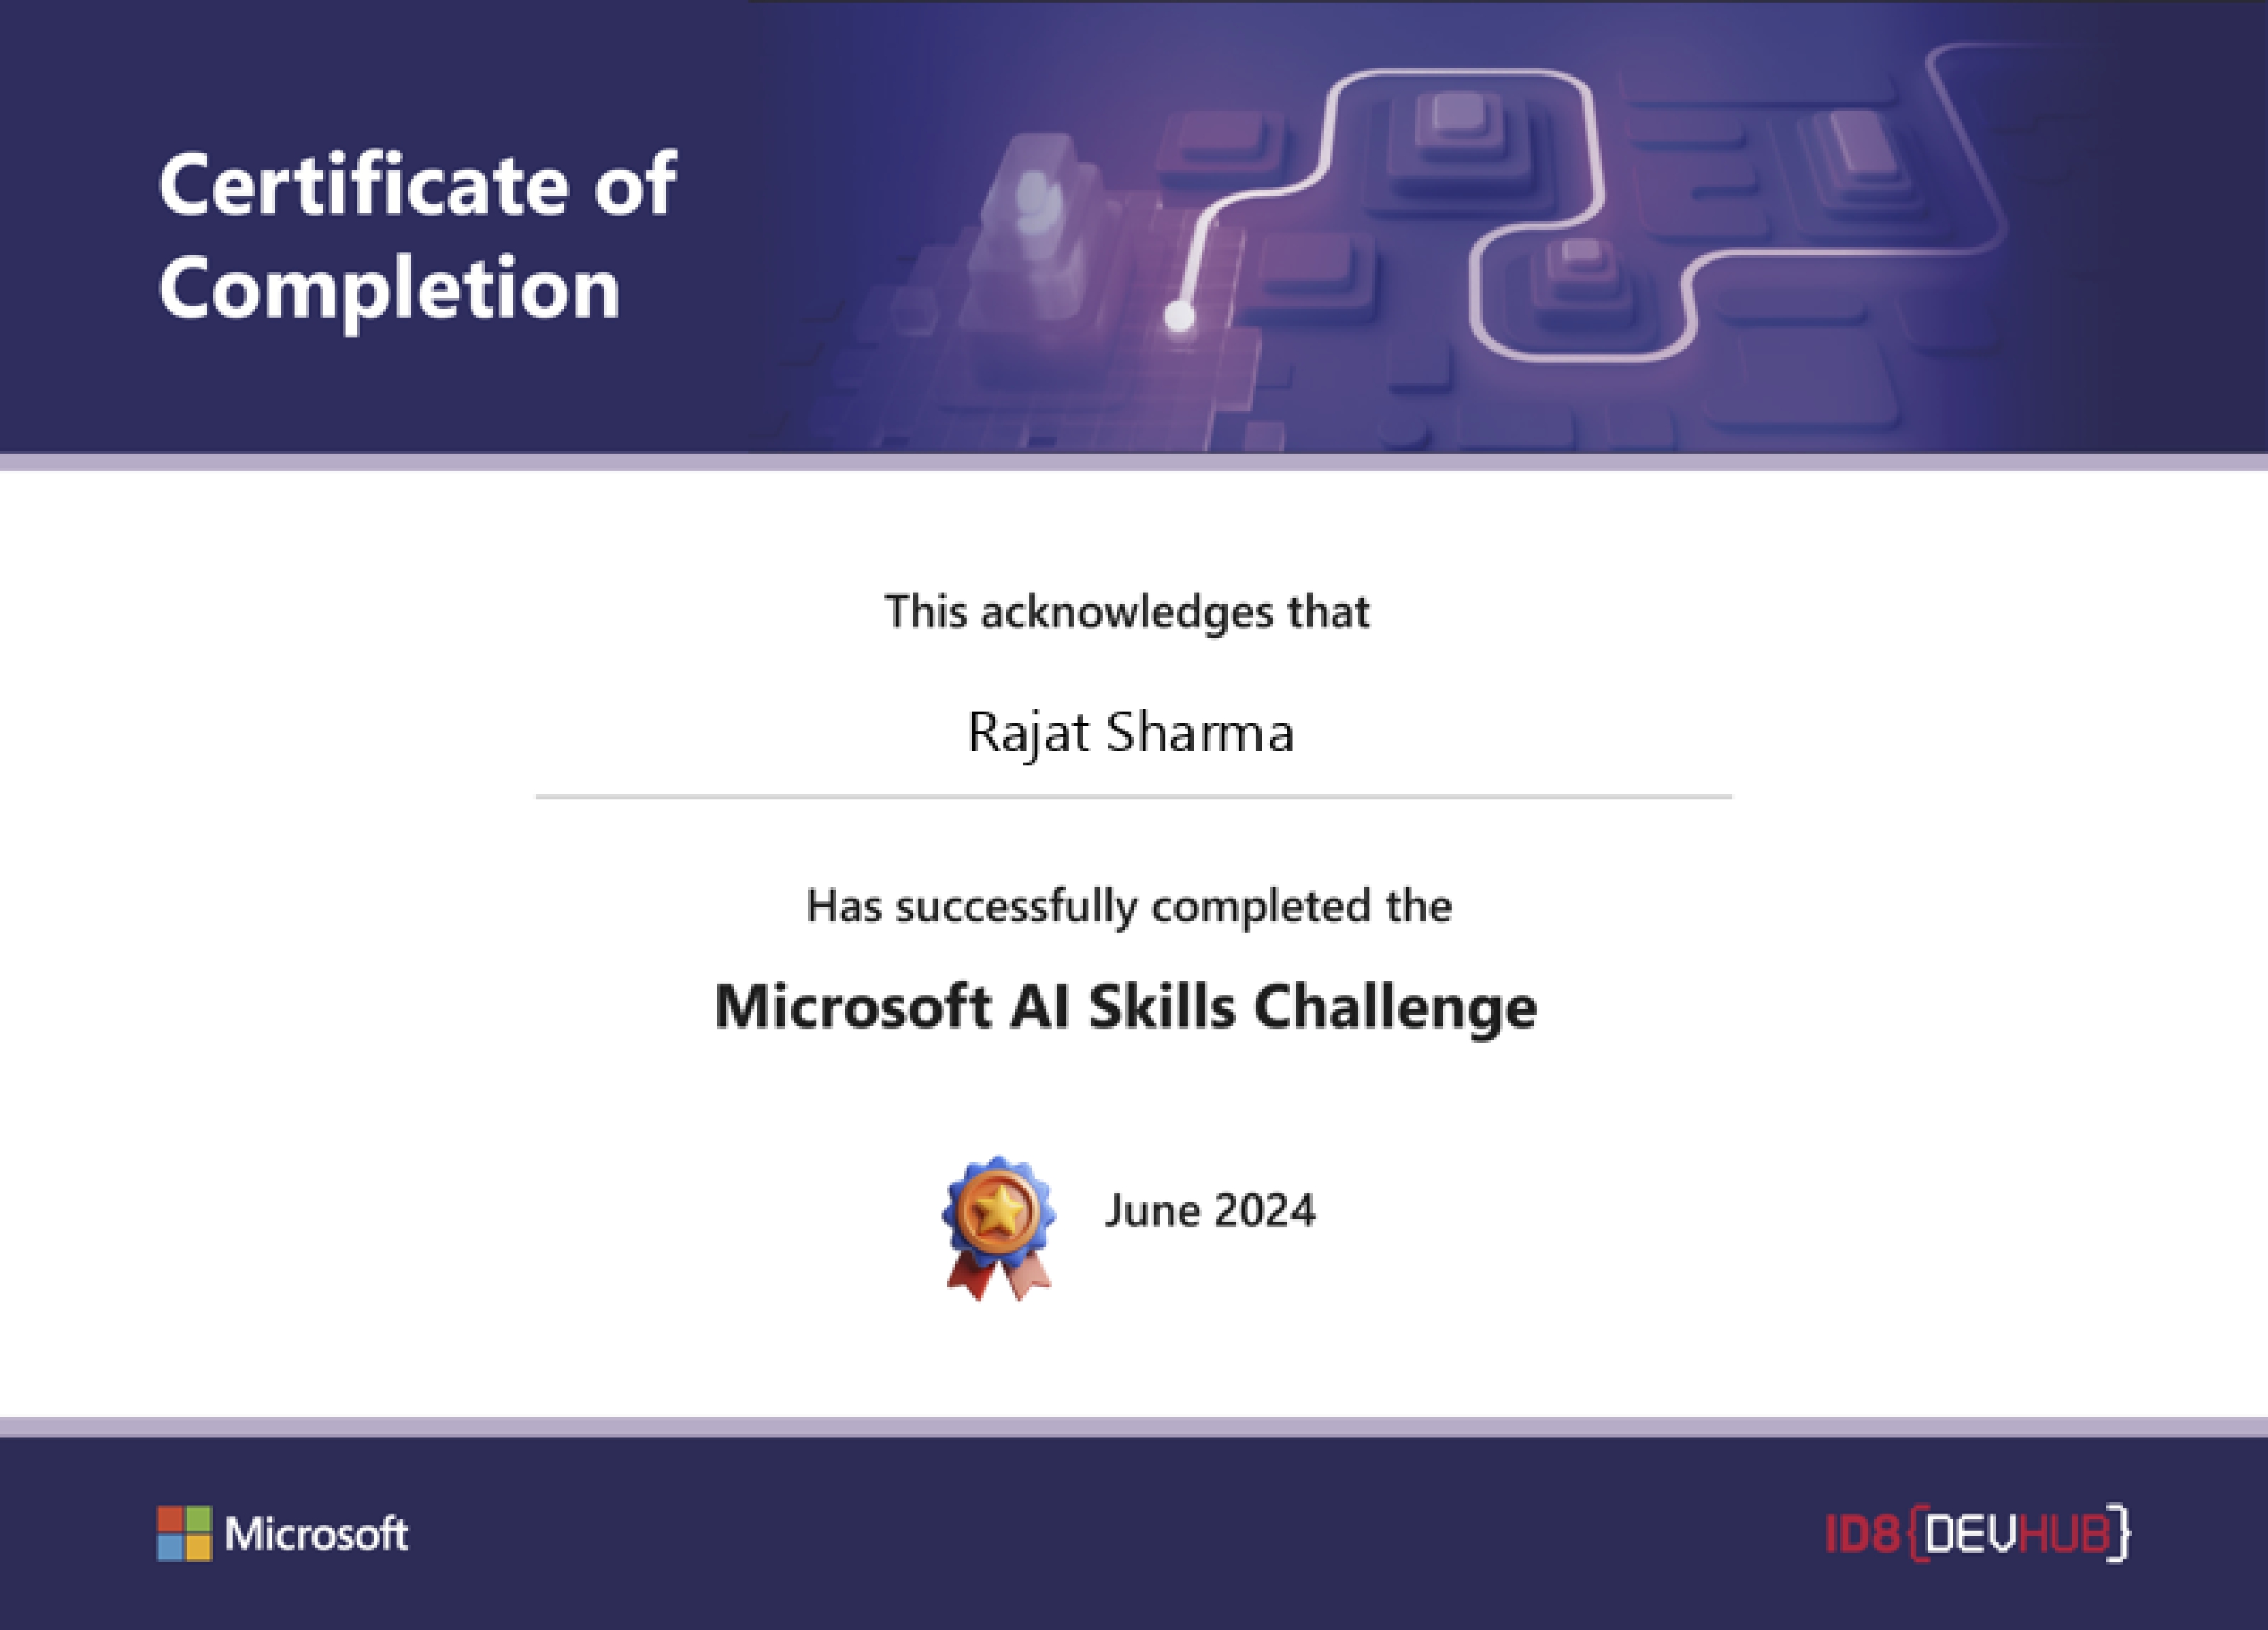 Certificate of
Completion
This acknowledges that
Rajat Sharma
Has successfully completed the
Microsoft AI Skills Challenge
June 2024
Microsoft
ID8{DEVHUB}